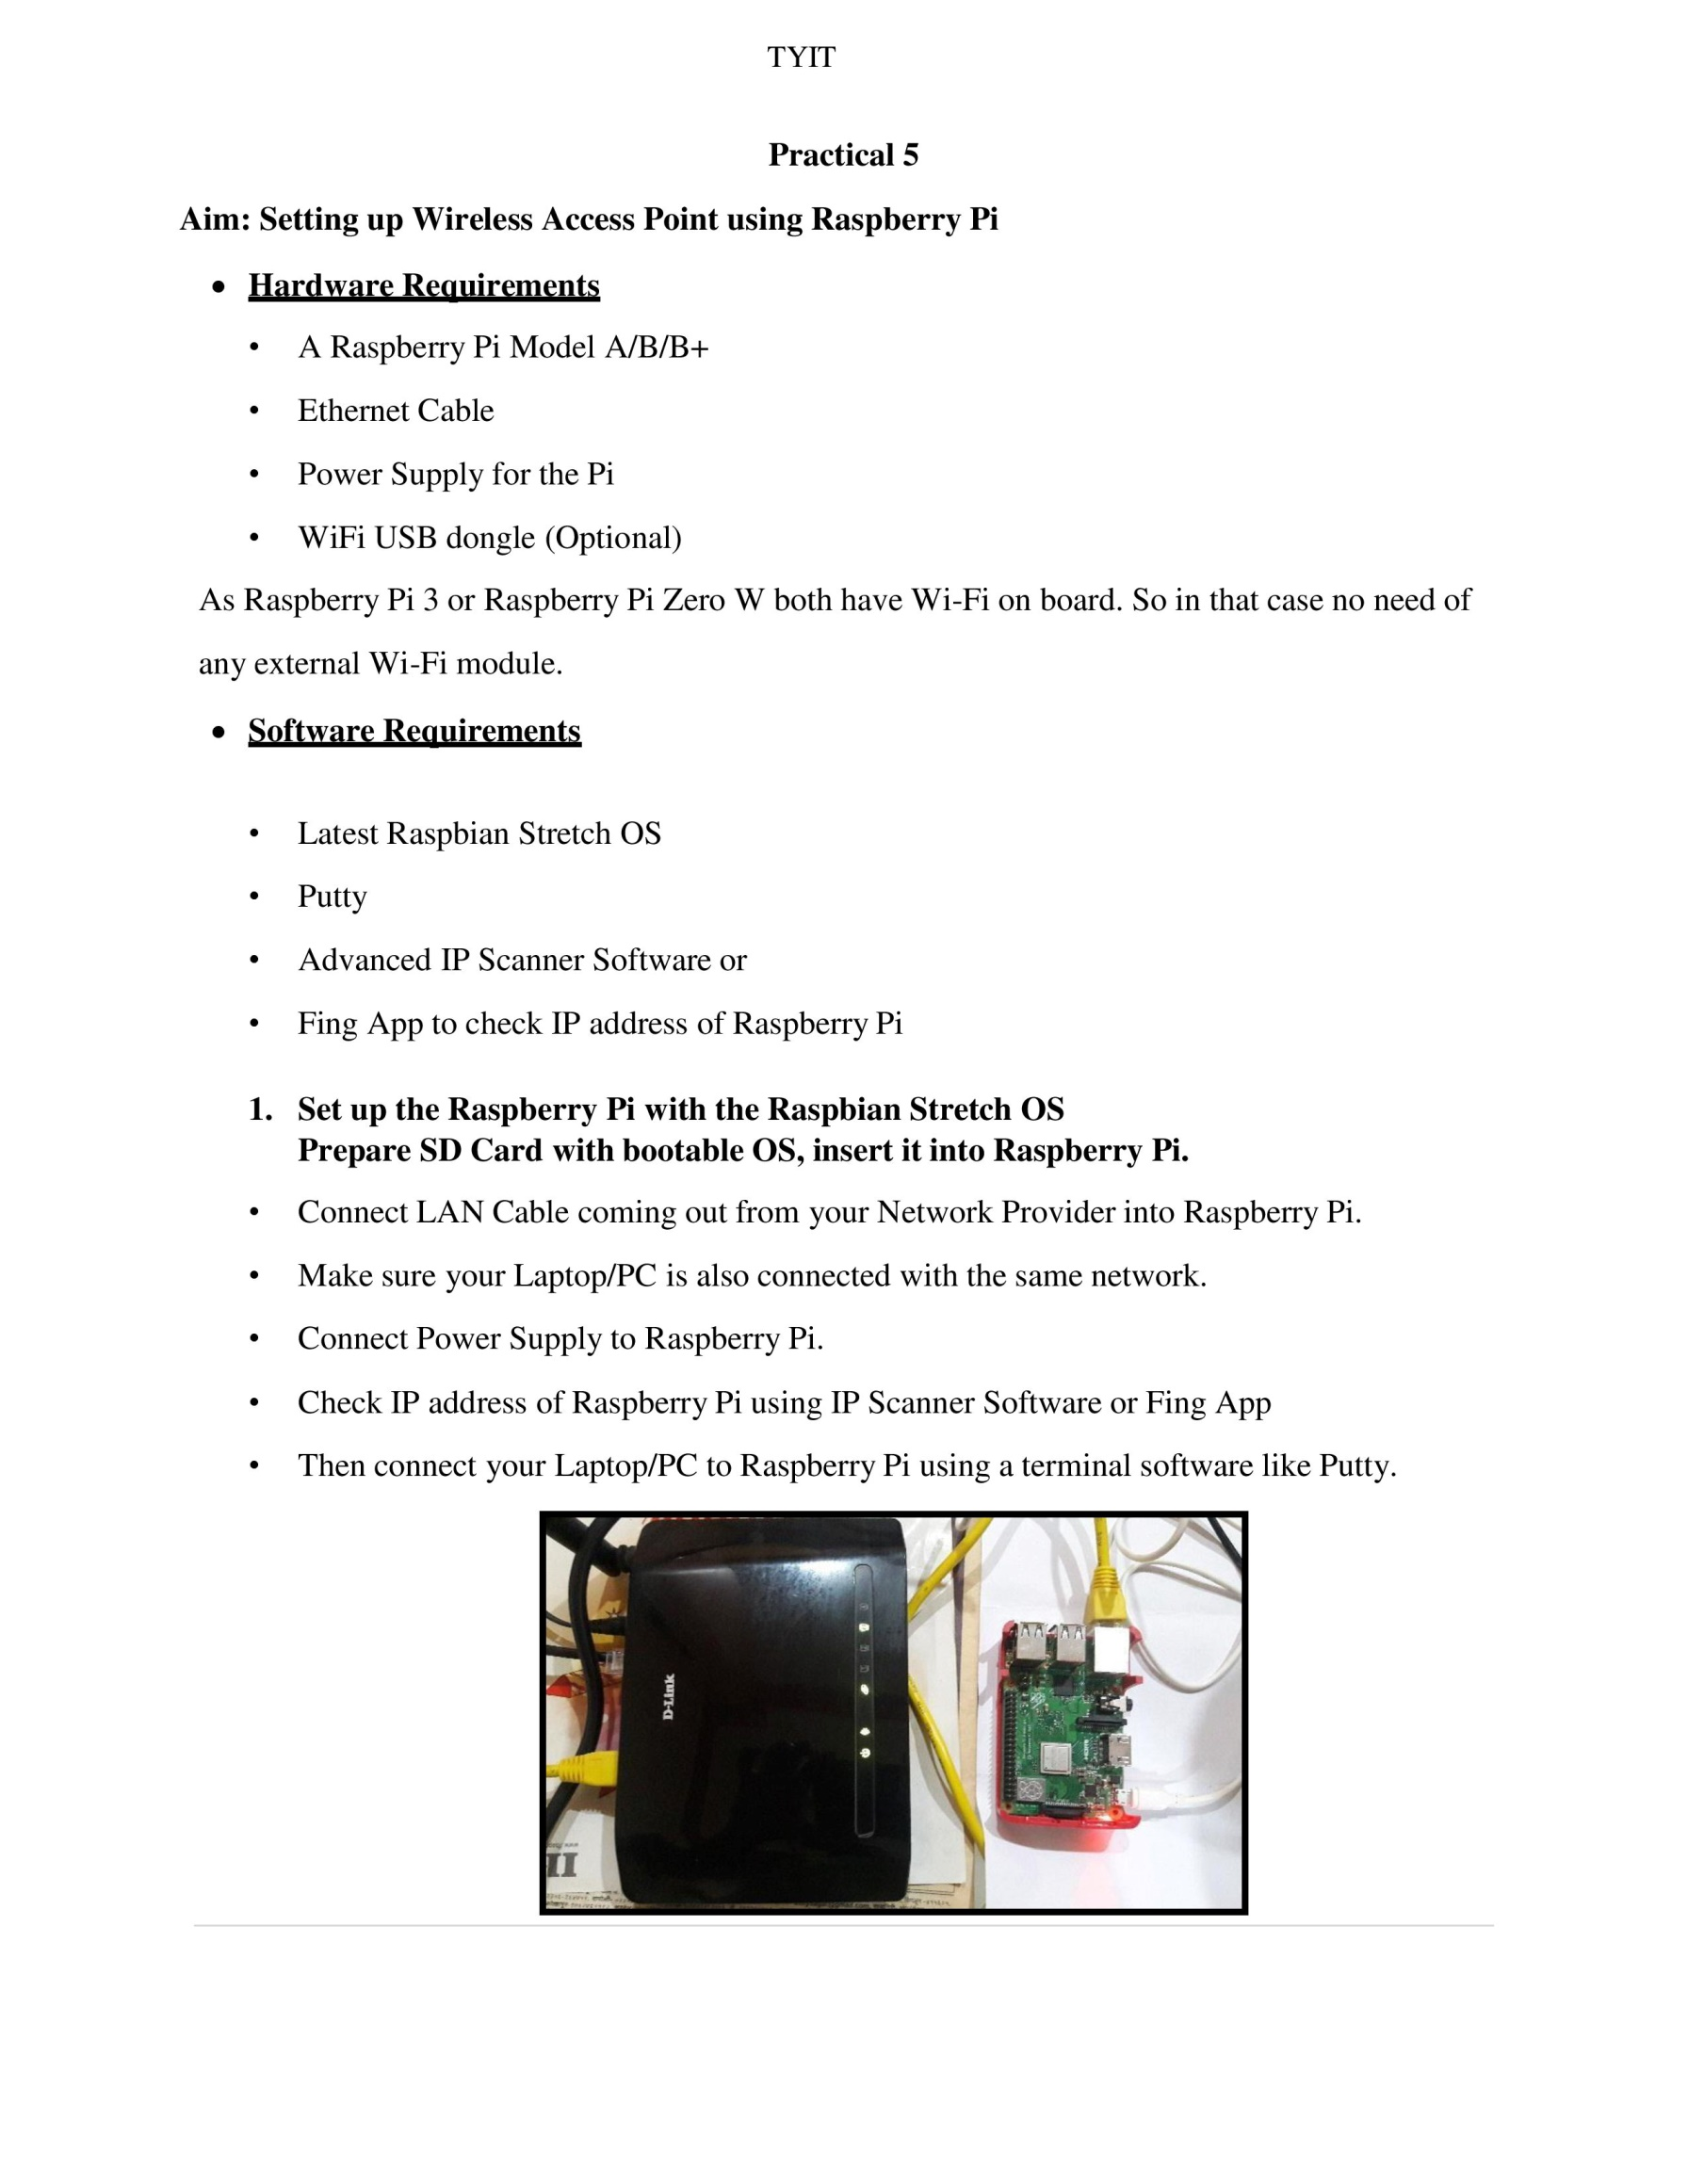 TYIT
Practical 5
Aim: Setting up Wireless Access Point using Raspberry Pi
• Hardware Requirements
• A Raspberry Pi Model A/B/B+
• Ethernet Cable
• Power Supply for the Pi
• WiFi USB dongle (Optional)
As Raspberry Pi 3 or Raspberry Pi Zero W both have Wi-Fi on board. So in that case no need of
any external Wi-Fi module.
• Software Requirements
• Latest Raspbian Stretch OS
• Putty
• Advanced IP Scanner Software or
• Fing App to check IP address of Raspberry Pi
1. Set up the Raspberry Pi with the Raspbian Stretch OS
Prepare SD Card with bootable OS, insert it into Raspberry Pi.
• Connect LAN Cable coming out from your Network Provider into Raspberry Pi.
• Make sure your Laptop/PC is also connected with the same network.
• Connect Power Supply to Raspberry Pi.
• Check IP address of Raspberry Pi using IP Scanner Software or Fing App
• Then connect your Laptop/PC to Raspberry Pi using a terminal software like Putty.
D-Link
HDMI